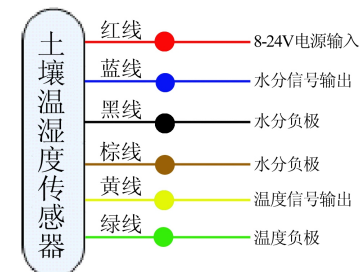 土壤温湿度传感器
红线 8-24V电源输入
蓝线 水分信号输出
黑线 水分负极
棕线 水分负极
黄线 温度信号输出
绿线 温度负极